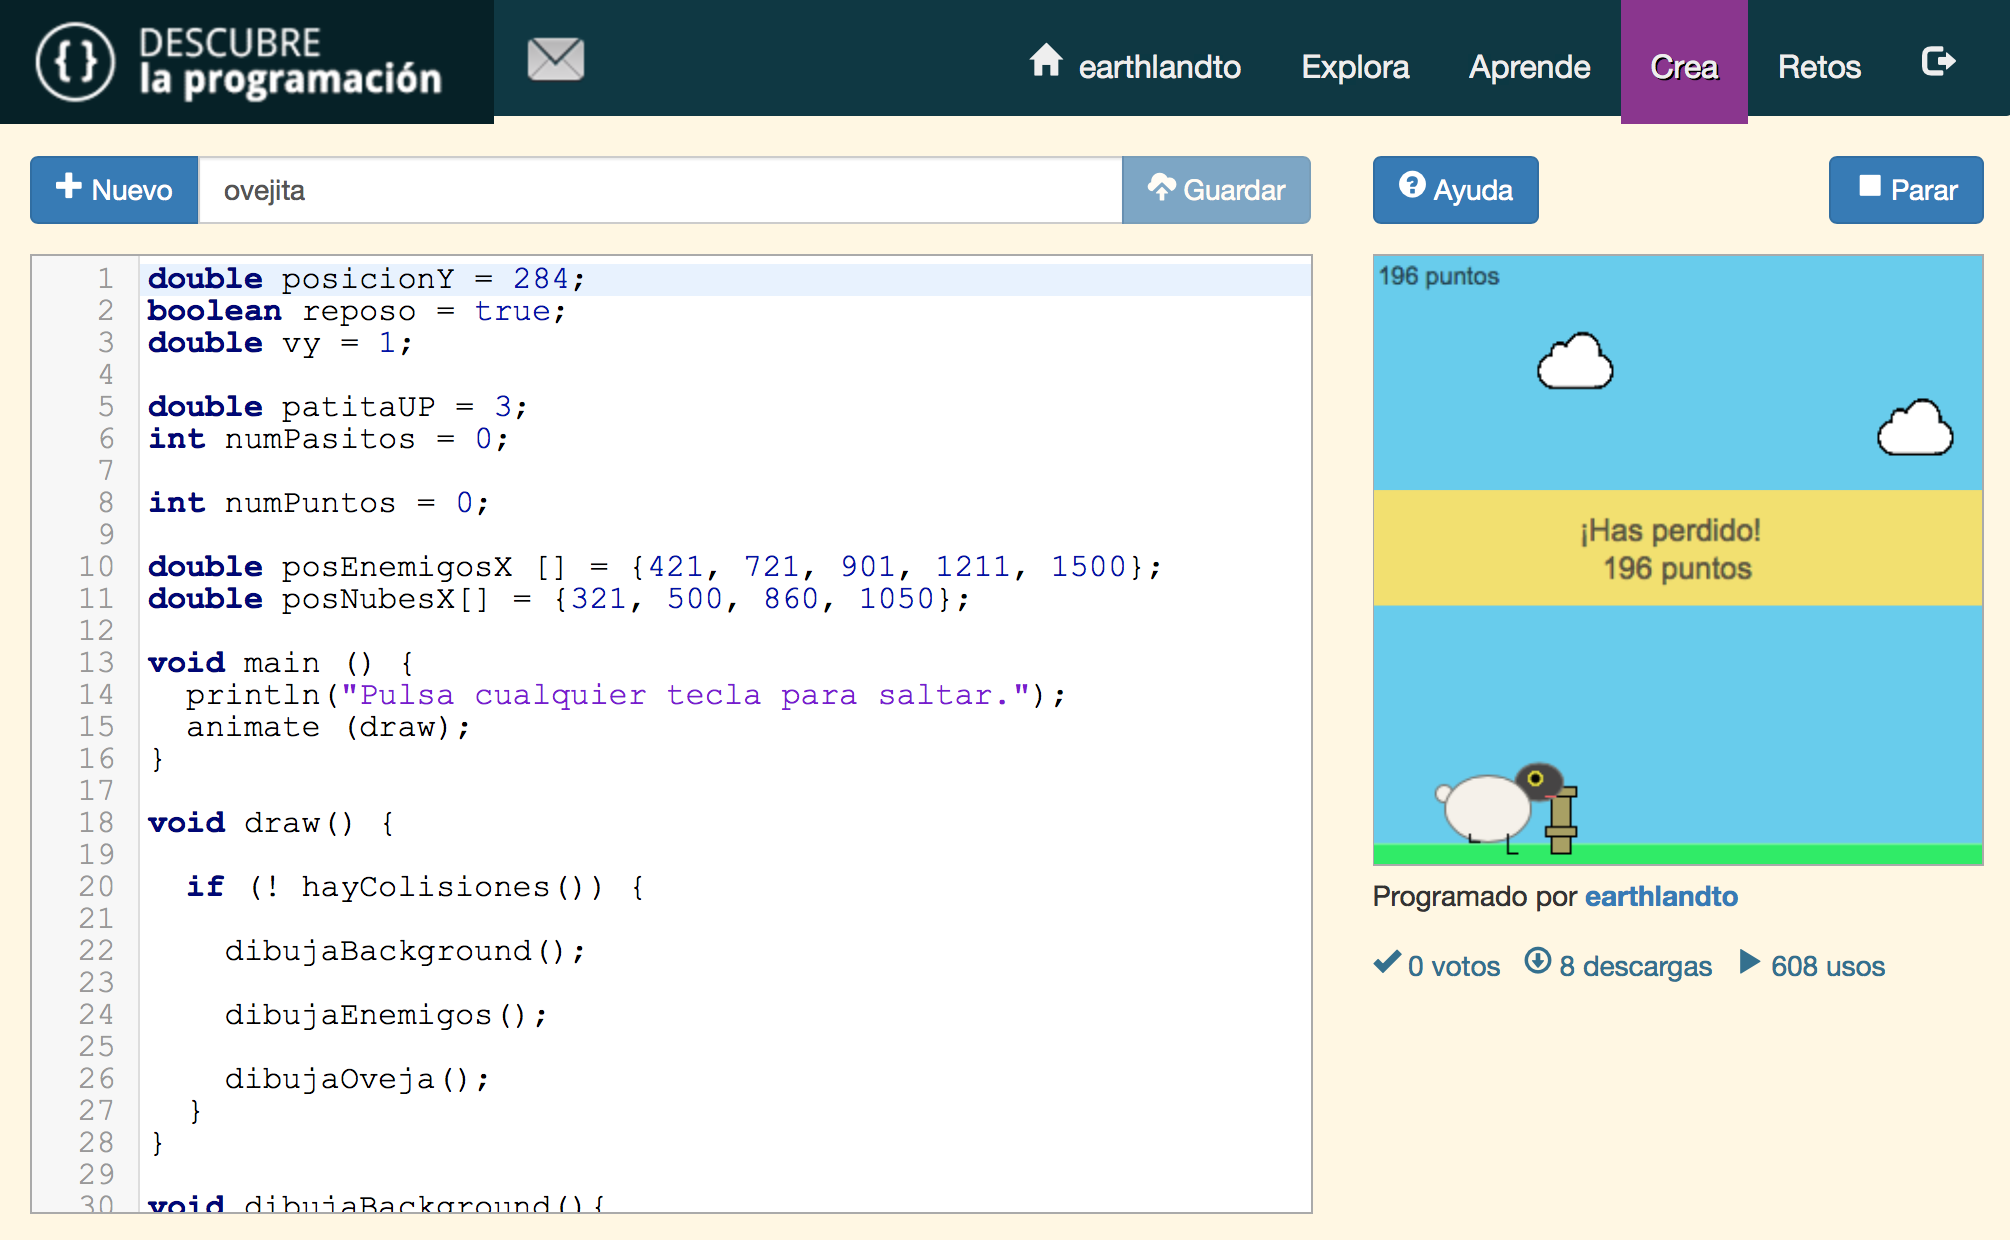 {} DESCUBRE
la programación
earthlandto Explora Aprende Crea Retos
Nuevo ovejita Guardar Ayuda Parar
1 double posicionY = 284;
2 boolean reposo = true;
3 double vy = 1;
4
5 double patitaUP = 3;
6 int numPasitos = 0;
7
8 int numPuntos = 0;
9
10 double posEnemigosX [] = {421, 721, 901, 1211, 1500};
11 double posNubesX[] = {321, 500, 860, 1050};
12
13 void main () {
14   println("Pulsa cualquier tecla para saltar.");
15   animate (draw);
16 }
17
18 void draw() {
19
20   if (! hayColisiones()) {
21
22     dibujaBackground();
23
24     dibujaEnemigos();
25
26     dibujaOveja();
27   }
28 }
29
30 void dibujaBackground(){
196 puntos
¡Has perdido!
196 puntos
Programado por earthlandto
0 votos 8 descargas 608 usos